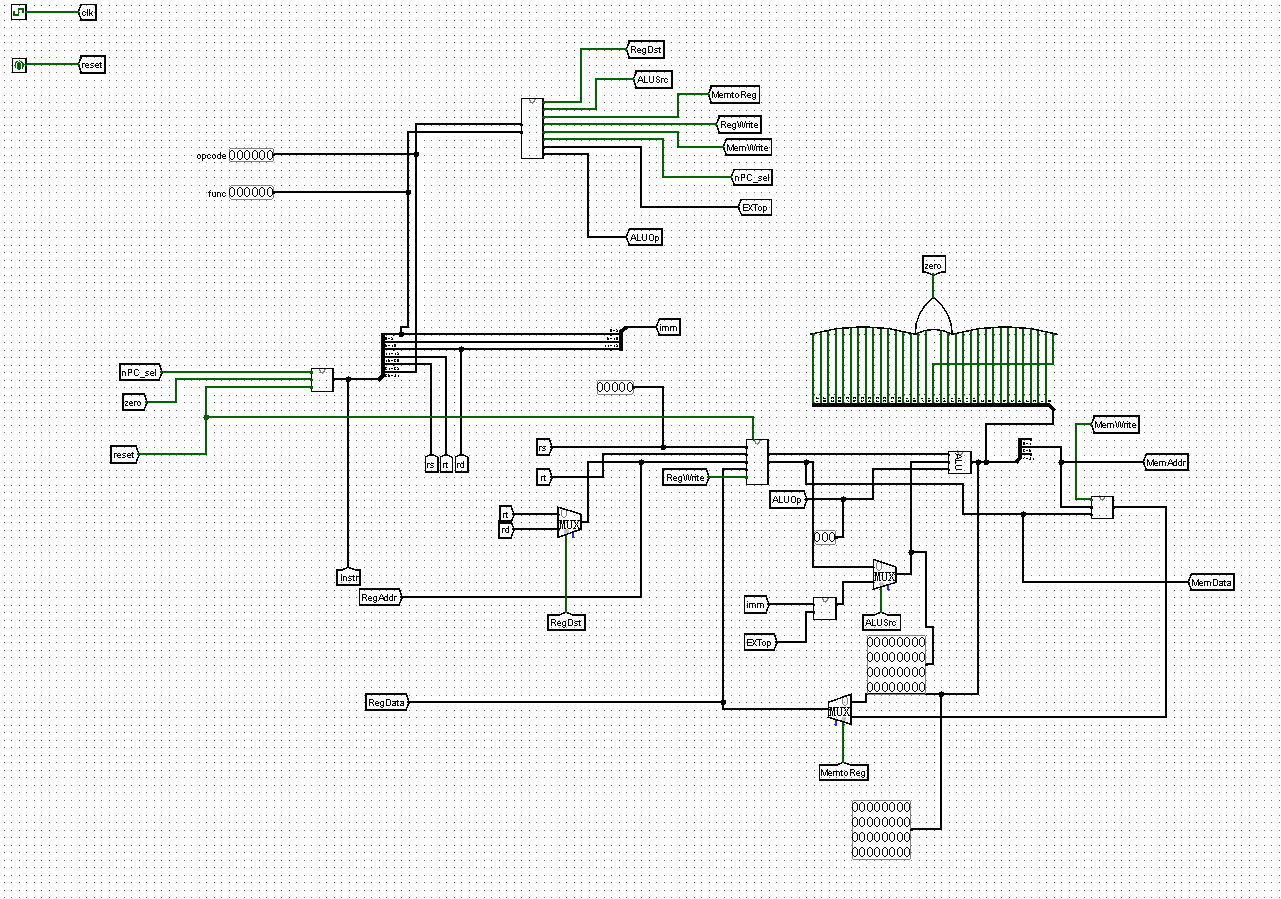 clk
reset
RegDst
ALUSrc
MemtoReg
RegWrite
MemWrite
nPC_sel
EXTop
ALUOp
opcode 000000
func 000000
zero
imm
nPC_sel
zero
reset
00000
rs rt rd
rs
rt
RegWrite
ALU
MemWrite
MemAddr
ALUOp
000
rt
rd
MUX
Instr
RegAddr
RegDst
MUX
imm
EXTop
ALUSrc
MemData
00000000
00000000
00000000
00000000
RegData
MUX
MemtoReg
00000000
00000000
00000000
00000000